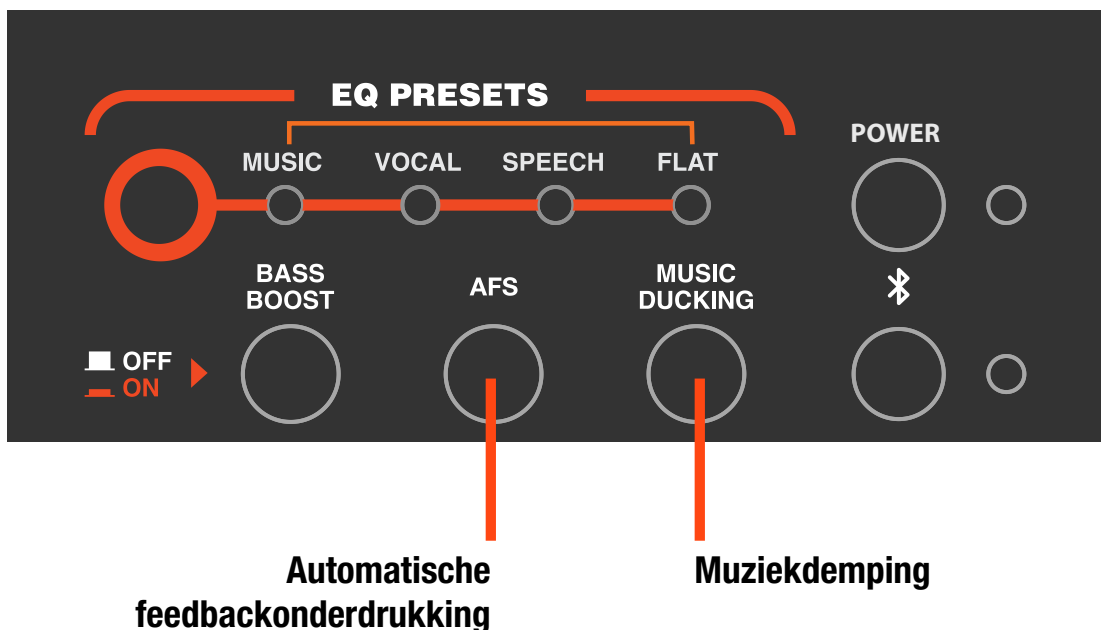 EQ PRESETS
POWER
MUSIC VOCAL SPEECH FLAT
BASS
BOOST
AFS
MUSIC
DUCKING
OFF
ON
Automatische
feedbackonderdrukking
Muziekdemping